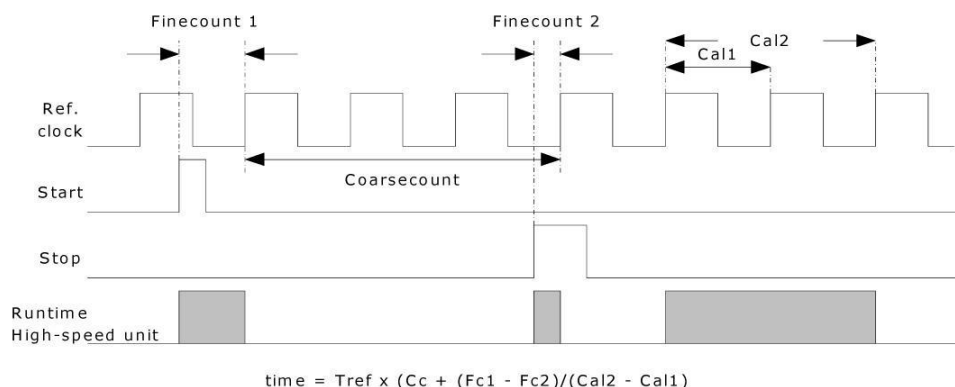 Finecount 1
Finecount 2
Cal2
Cal1
Ref.
clock
Coarsecount
Start
Stop
Runtime
High-speed unit
time = Tref x (Cc + (Fc1 - Fc2)/(Cal2 - Cal1)